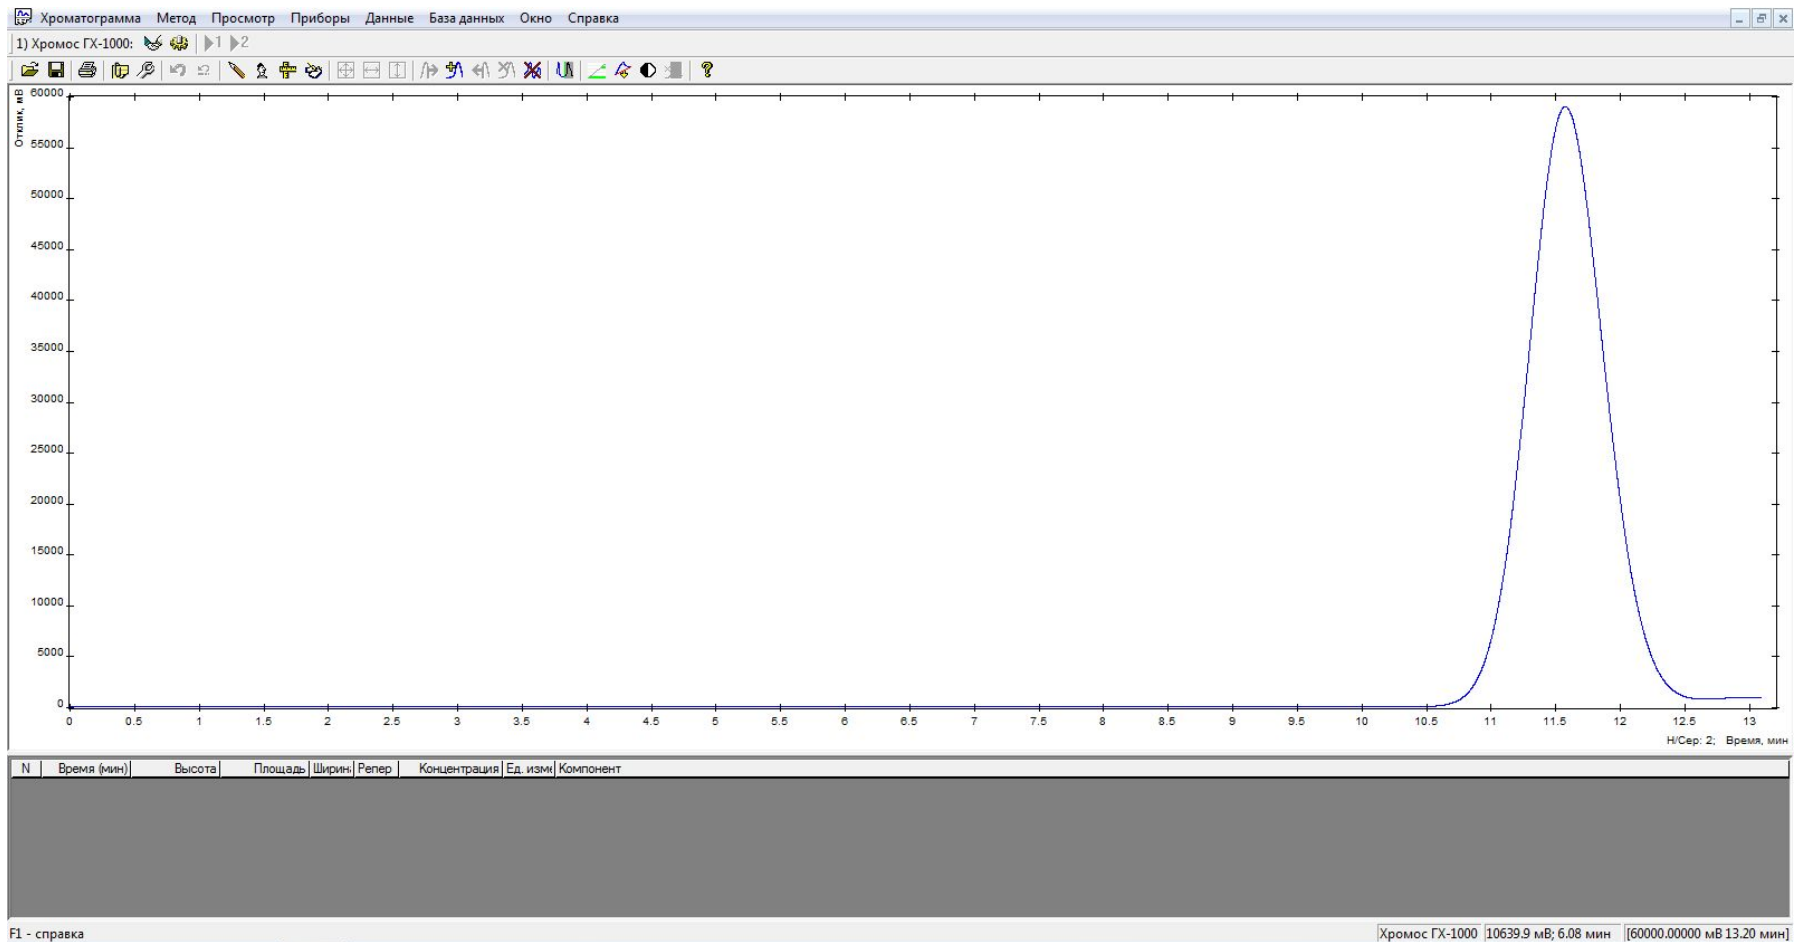 Хроматограмма Метод Просмотр Приборы Данные База данных Окно Справка
1) Хромос ГХ-1000: 1 2
Отклик, мВ
60000
55000
50000
45000
40000
35000
30000
25000
20000
15000
10000
5000
0
0 0.5 1 1.5 2 2.5 3 3.5 4 4.5 5 5.5 6 6.5 7 7.5 8 8.5 9 9.5 10 10.5 11 11.5 12 12.5 13
Н/Сер: 2; Время, мин
N Время (мин) Высота Площадь Ширин Репер Концентрация Ед. изме Компонент
F1 - справка Хромос ГХ-1000 10639.9 мВ; 6.08 мин [60000.00000 мВ 13.20 мин]